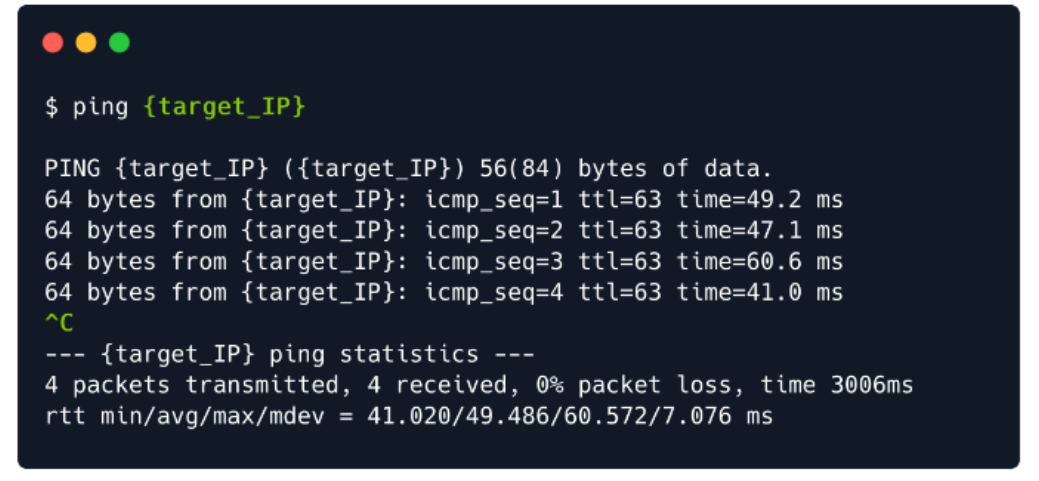 $ ping {target_IP}
PING {target_IP} ({target_IP}) 56(84) bytes of data.
64 bytes from {target_IP}: icmp_seq=1 ttl=63 time=49.2 ms
64 bytes from {target_IP}: icmp_seq=2 ttl=63 time=47.1 ms
64 bytes from {target_IP}: icmp_seq=3 ttl=63 time=60.6 ms
64 bytes from {target_IP}: icmp_seq=4 ttl=63 time=41.0 ms
^C
--- {target_IP} ping statistics ---
4 packets transmitted, 4 received, 0% packet loss, time 3006ms
rtt min/avg/max/mdev = 41.020/49.486/60.572/7.076 ms